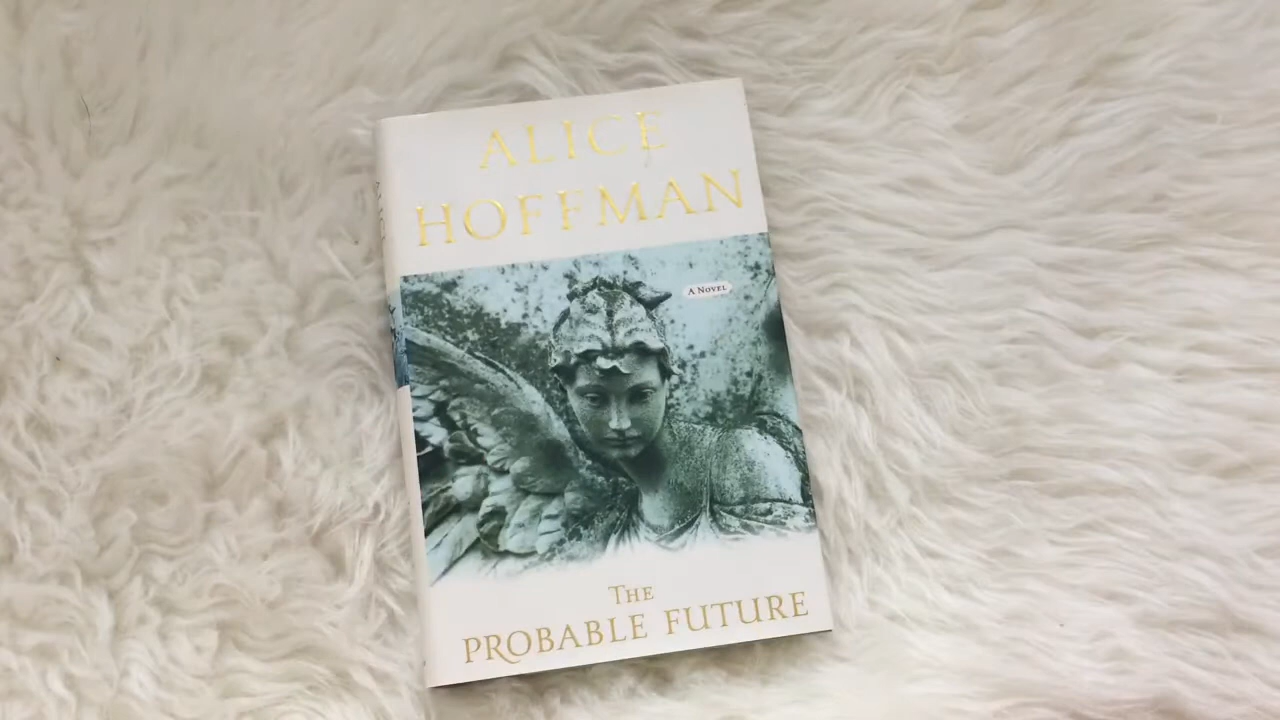 ALICE
HOFFMAN
A NOVEL
THE
PROBABLE FUTURE